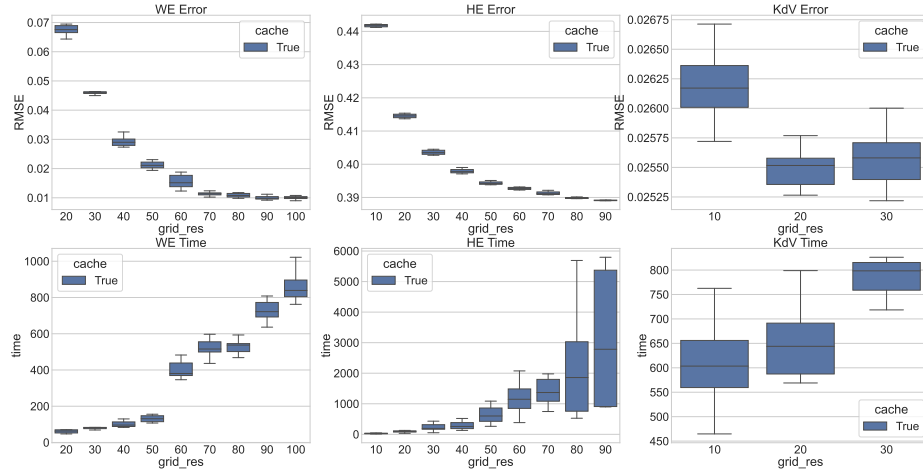 WE Error
RMSE
0.07
0.06
0.05
0.04
0.03
0.02
0.01
cache
True
20 30 40 50 60 70 80 90 100
grid_res
HE Error
RMSE
0.44
0.43
0.42
0.41
0.40
0.39
cache
True
10 20 30 40 50 60 70 80 90
grid_res
KdV Error
RMSE
0.02675
0.02650
0.02625
0.02600
0.02575
0.02550
0.02525
cache
True
10 20 30
grid_res
WE Time
time
1000
800
600
400
200
0
cache
True
20 30 40 50 60 70 80 90 100
grid_res
HE Time
time
6000
5000
4000
3000
2000
1000
0
cache
True
10 20 30 40 50 60 70 80 90
grid_res
KdV Time
time
800
750
700
650
600
550
500
450
cache
True
10 20 30
grid_res